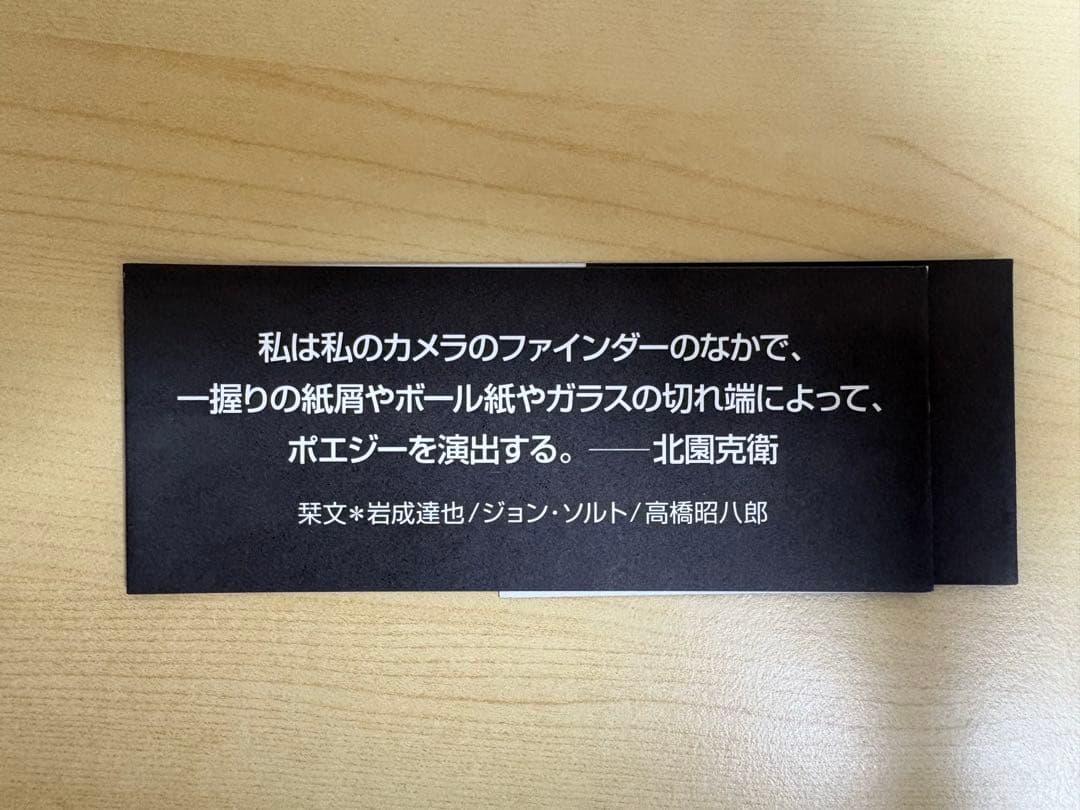 私は私のカメラのファインダーのなかで、
一握りの紙屑やボール紙やガラスの切れ端によって、
ポエジーを演出する。――北園克衛
栞文＊岩成達也/ジョン・ソルト/高橋昭八郎